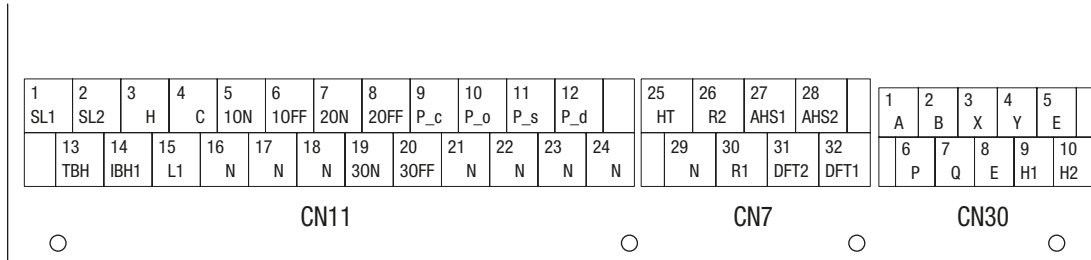 1 2 3 4 5 6 7 8 9 10 11 12
SL1 SL2 H C 1ON 1OFF 2ON 2OFF P_c P_o P_s P_d
13 14 15 16 17 18 19 20 21 22 23 24
TBH IBH1 L1 N N N 3ON 3OFF N N N N
CN11
25 26 27 28
HT R2 AHS1 AHS2
29 30 31 32
N R1 DFT2 DFT1
CN7
1 2 3 4 5
A B X Y E
6 7 8 9 10
P Q E H1 H2
CN30